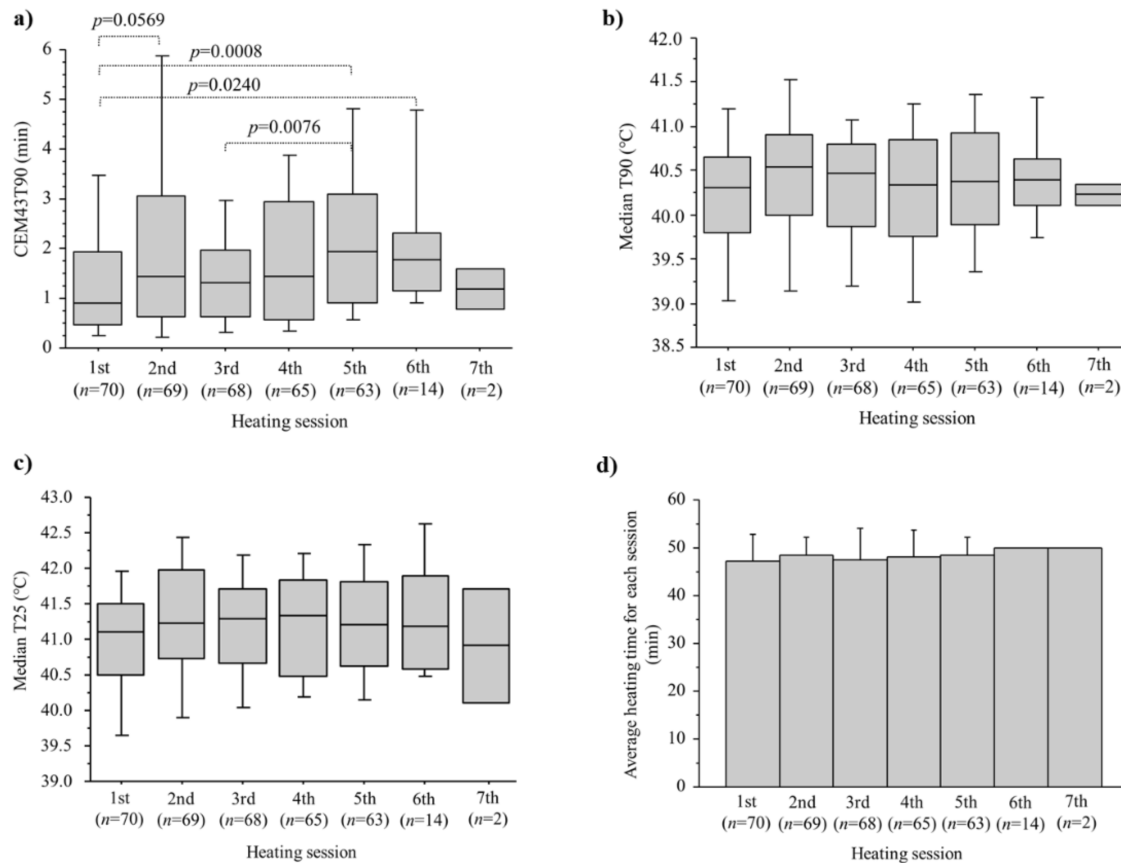 a)
p=0.0569
p=0.0008
p=0.0240
p=0.0076
CEM43T90 (min)
6
5
4
3
2
1
0
1st 2nd 3rd 4th 5th 6th 7th
(n=70) (n=69) (n=68) (n=65) (n=63) (n=14) (n=2)
Heating session
b)
Median T90 (°C)
42.0
41.5
41.0
40.5
40.0
39.5
39.0
38.5
1st 2nd 3rd 4th 5th 6th 7th
(n=70) (n=69) (n=68) (n=65) (n=63) (n=14) (n=2)
Heating session
c)
Median T25 (°C)
43.0
42.5
42.0
41.5
41.0
40.5
40.0
39.5
39.0
1st 2nd 3rd 4th 5th 6th 7th
(n=70) (n=69) (n=68) (n=65) (n=63) (n=14) (n=2)
Heating session
d)
Average heating time for each session
(min)
60
50
40
30
20
10
0
1st 2nd 3rd 4th 5th 6th 7th
(n=70) (n=69) (n=68) (n=65) (n=63) (n=14) (n=2)
Heating session